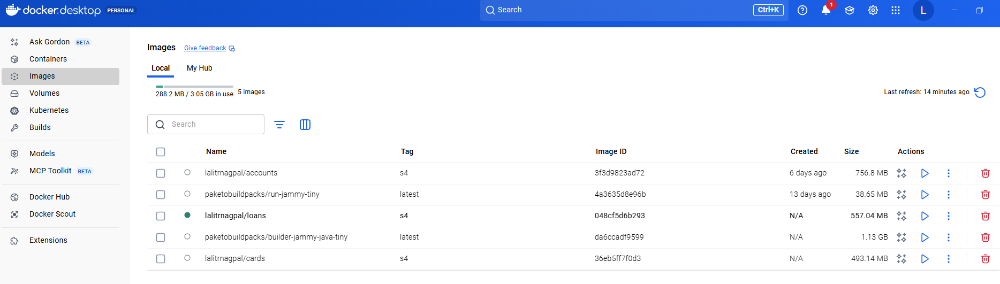 docker.desktop PERSONAL
Search Ctrl+K 1 L
Ask Gordon BETA
Containers
Images
Volumes
Kubernetes
Builds
Models
MCP Toolkit BETA
Docker Hub
Docker Scout
Extensions
Images Give feedback
Local My Hub
288.2 MB / 3.05 GB in use 5 images
Last refresh: 14 minutes ago
Search
Name Tag Image ID Created Size Actions
lalitrnagpal/accounts s4 3f3d9823ad72 6 days ago 756.8 MB
paketobuildpacks/run-jammy-tiny latest 4a3635d8e96b 13 days ago 38.65 MB
lalitrnagpal/loans s4 048cf5d6b293 N/A 557.04 MB
paketobuildpacks/builder-jammy-java-tiny latest da6ccadf9599 N/A 1.13 GB
lalitrnagpal/cards s4 36eb5ff7f0d3 N/A 493.14 MB